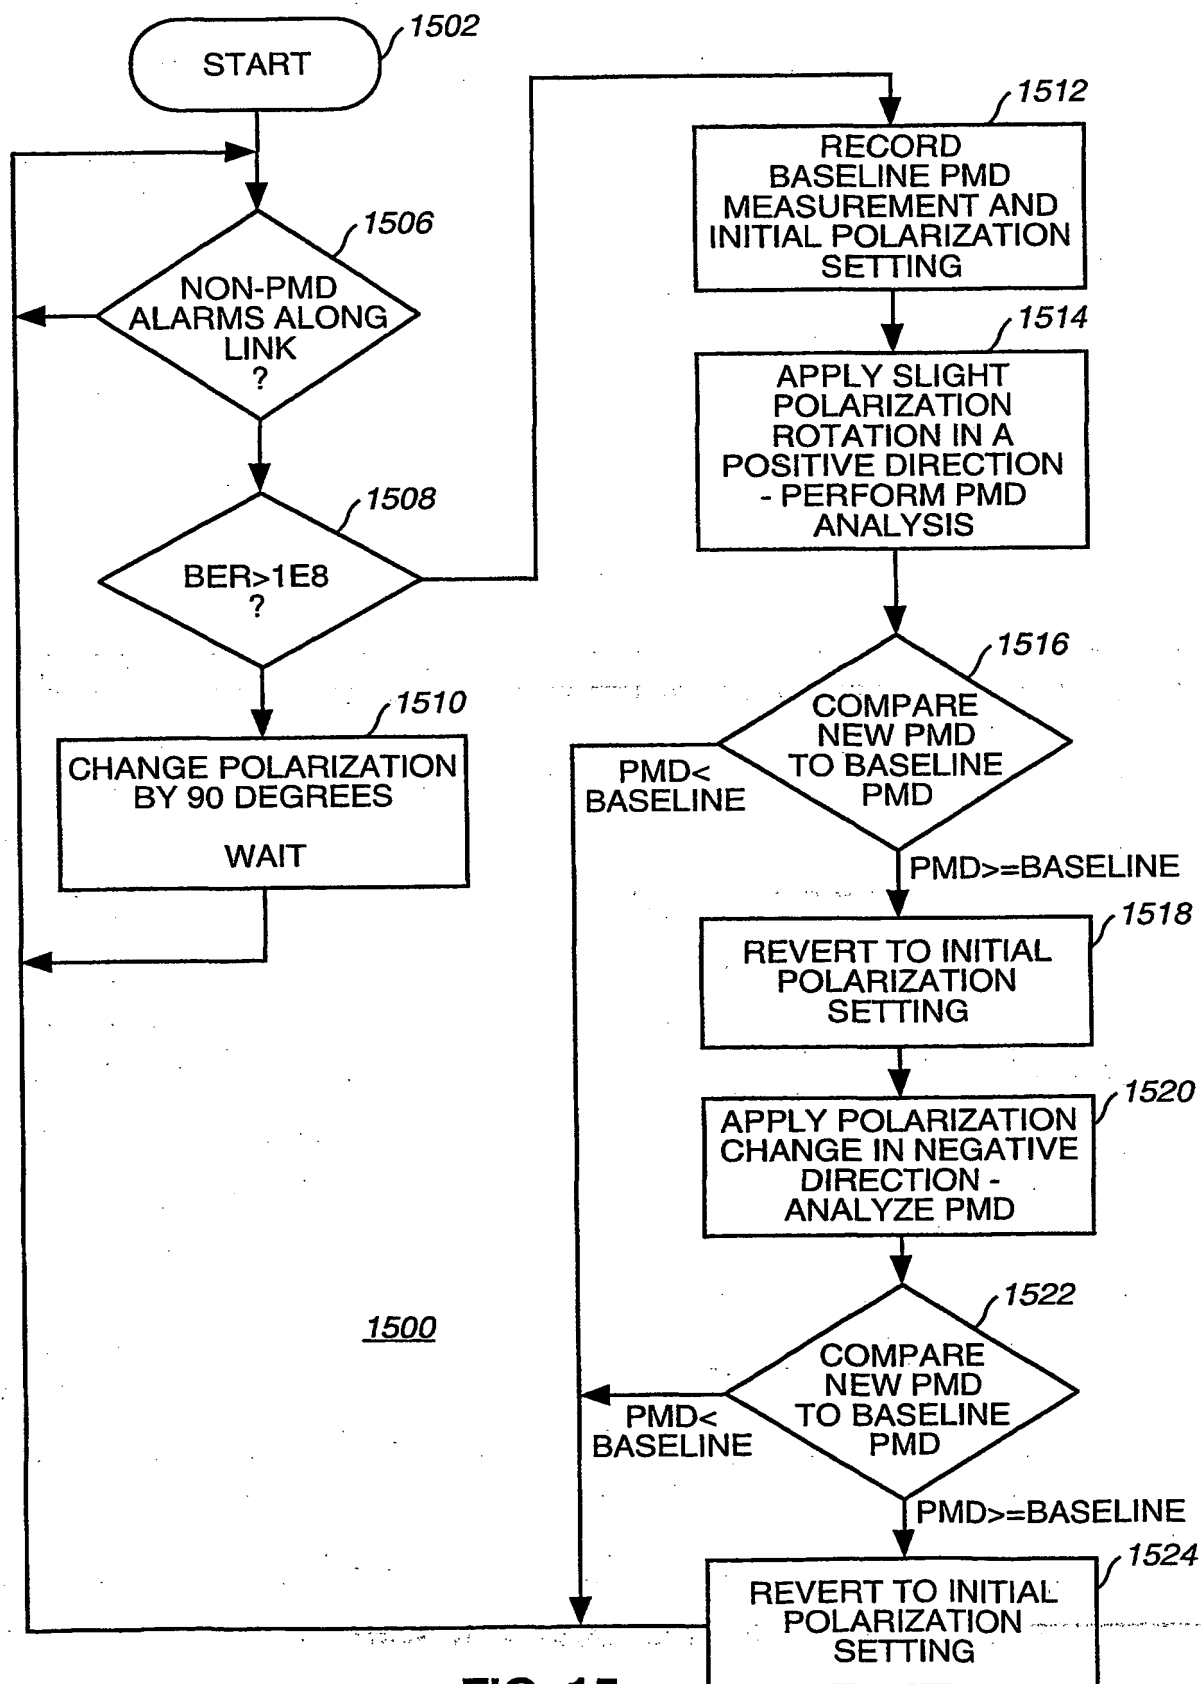 START
1502
NON-PMD
ALARMS ALONG
LINK
?
1506
BER>1E8
?
1508
CHANGE POLARIZATION
BY 90 DEGREES
WAIT
1510
RECORD
BASELINE PMD
MEASUREMENT AND
INITIAL POLARIZATION
SETTING
1512
APPLY SLIGHT
POLARIZATION
ROTATION IN A
POSITIVE DIRECTION
- PERFORM PMD
ANALYSIS
1514
COMPARE
NEW PMD
TO BASELINE
PMD
1516
PMD<
BASELINE
PMD>=BASELINE
REVERT TO INITIAL
POLARIZATION
SETTING
1518
APPLY POLARIZATION
CHANGE IN NEGATIVE
DIRECTION -
ANALYZE PMD
1520
COMPARE
NEW PMD
TO BASELINE
PMD
1522
PMD<
BASELINE
PMD>=BASELINE
REVERT TO INITIAL
POLARIZATION
SETTING
1524
1500